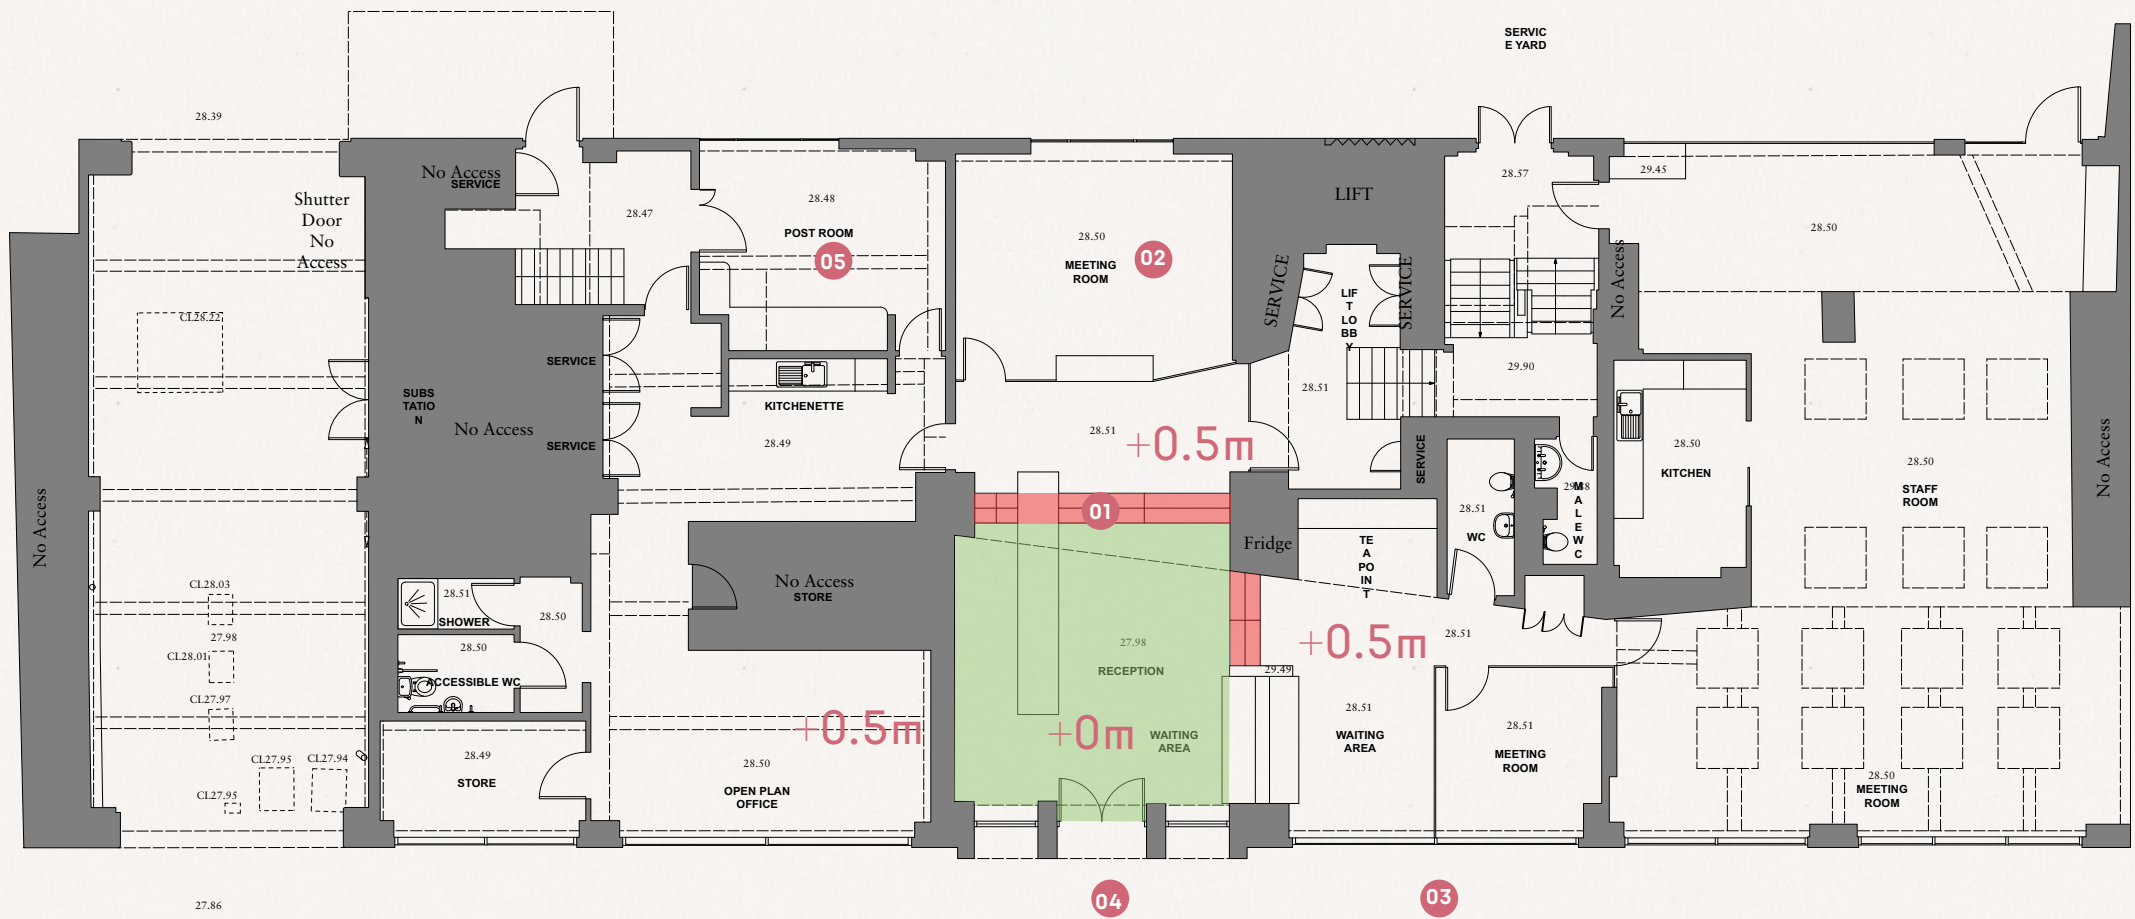 SERVIC
E YARD
28.39
No Access
SERVICE
Shutter
Door
No
Access
28.47
28.48
POST ROOM
05
28.50
MEETING
ROOM
02
LIFT
SERVICE
LIF
T LO
BB
Y
SERVICE
28.57
29.45
28.50
No Access
CL28.22
SERVICE
SUBS
TATIO
N
No Access
SERVICE
KITCHENETTE
28.49
28.51
+0.5m
28.51
29.90
SERVICE
28.50
KITCHEN
28.50
STAFF
ROOM
No Access
No Access
01
Fridge
TE
A
PO
IN
T
28.51
WC
M
A
L
E
W
C
CL28.03
27.98
CL28.01
CL27.97
CL27.95
CL27.94
CL27.95
28.51
SHOWER
28.50
28.50
ACCESSIBLE WC
No Access
STORE
27.98
RECEPTION
+0.5m
28.51
29.49
28.49
STORE
+0.5m
28.50
OPEN PLAN
OFFICE
+0m
WAITING
AREA
28.51
WAITING
AREA
28.51
MEETING
ROOM
28.50
MEETING
ROOM
27.86
04
03